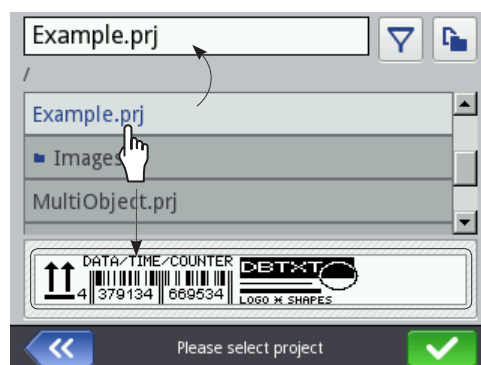 Example.prj
/
Example.prj
Images
MultiObject.prj
DATA/TIME/COUNTER
DBTXT
4 379134 669534
LOGO * SHAPES
Please select project